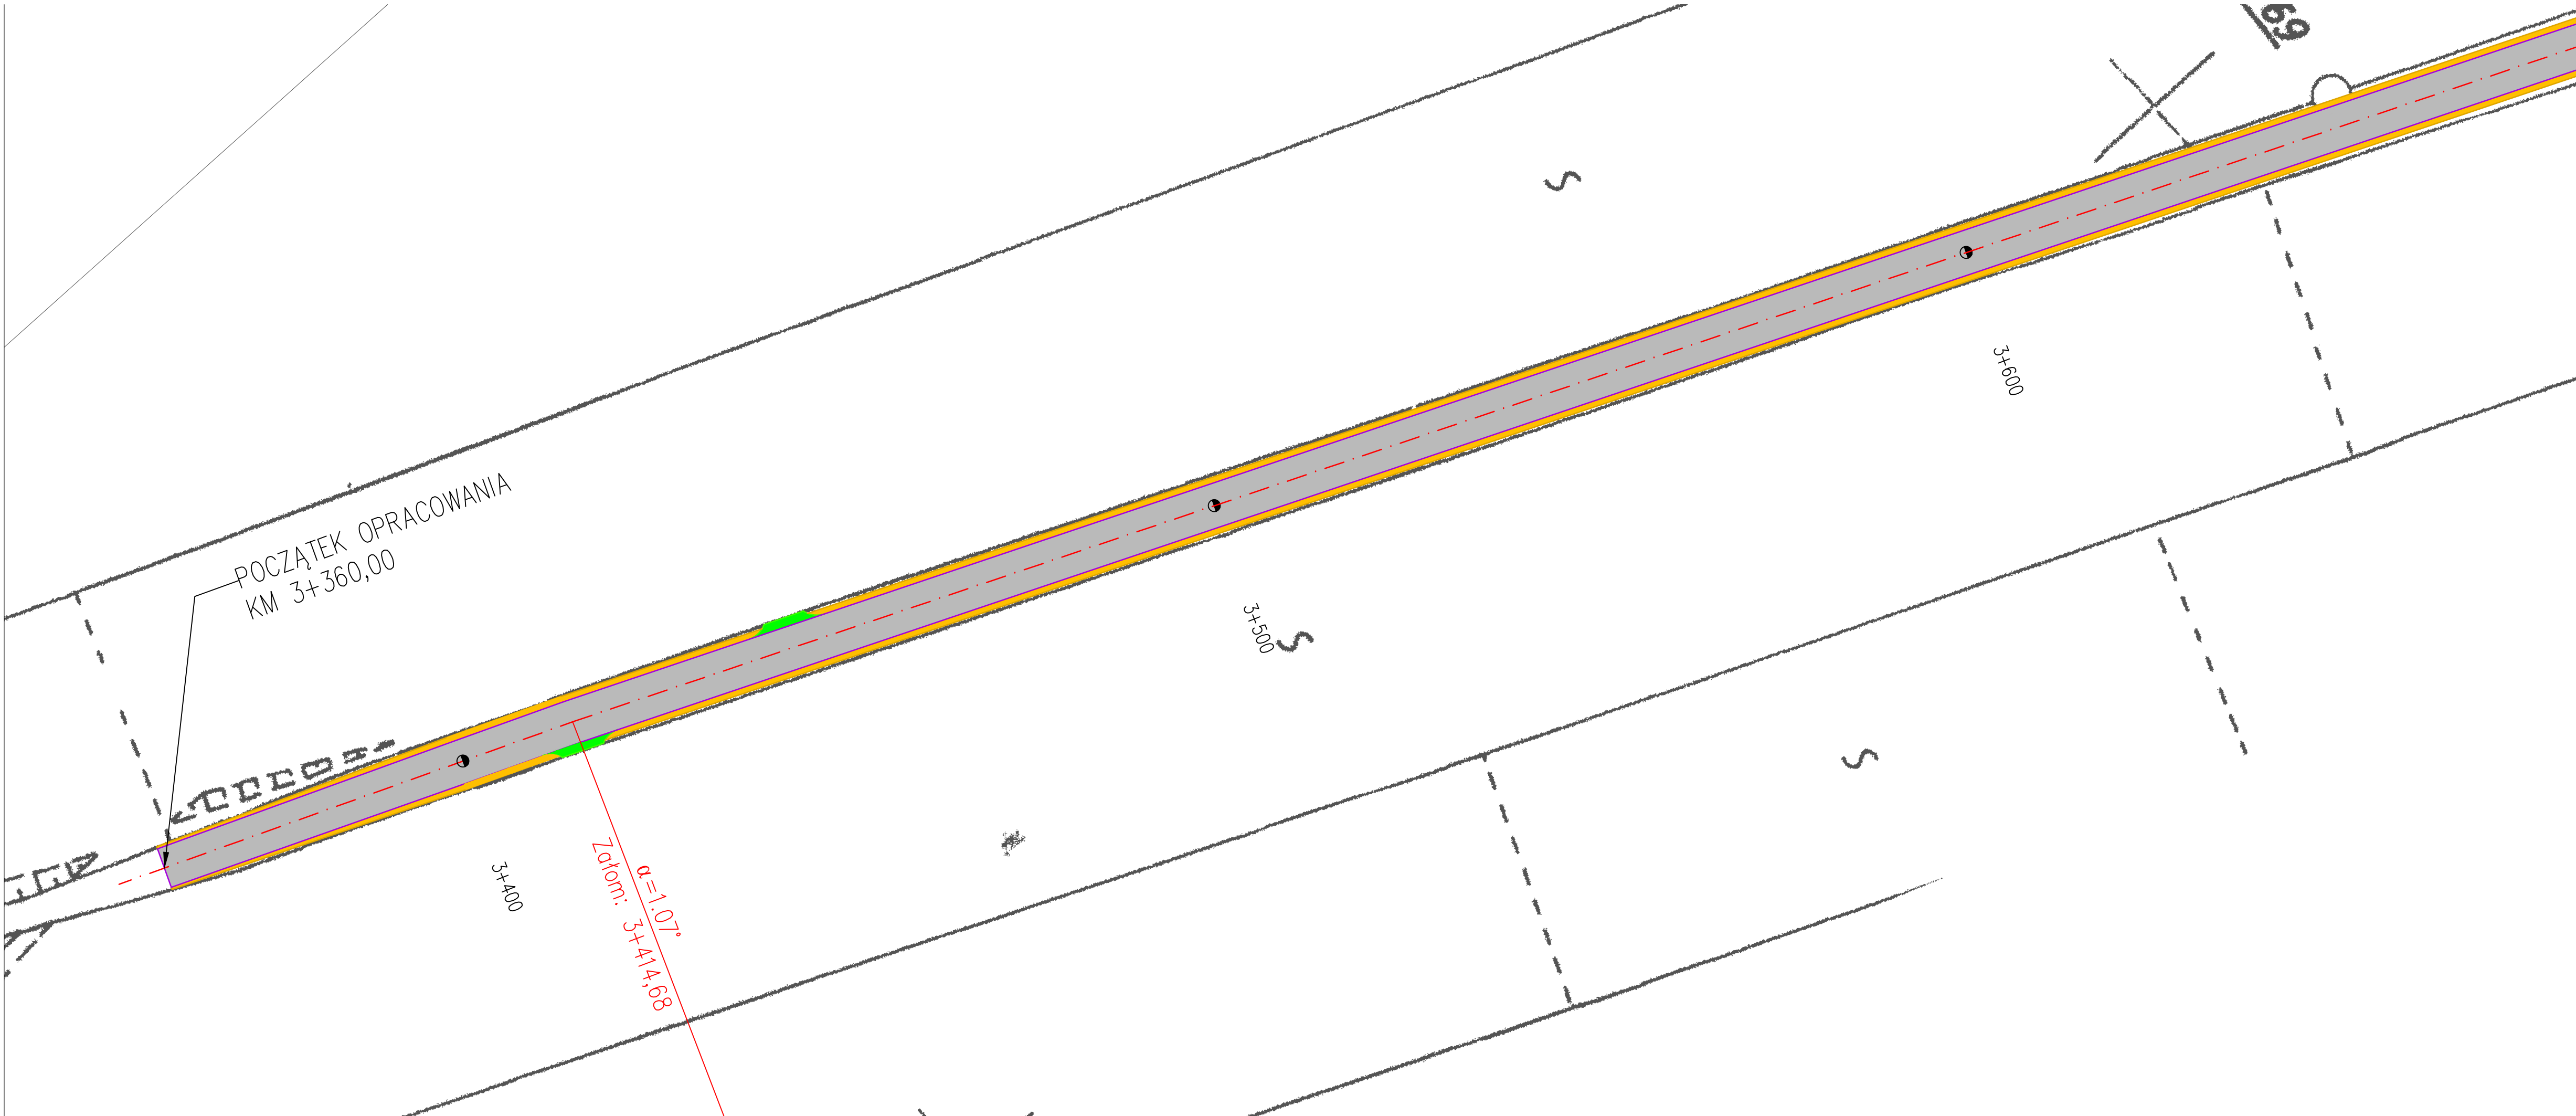 69
POCZĄTEK OPRACOWANIA
KM 3+360,00
3+600
3+500
3+400
α=1.07°
Załom: 3+414,68